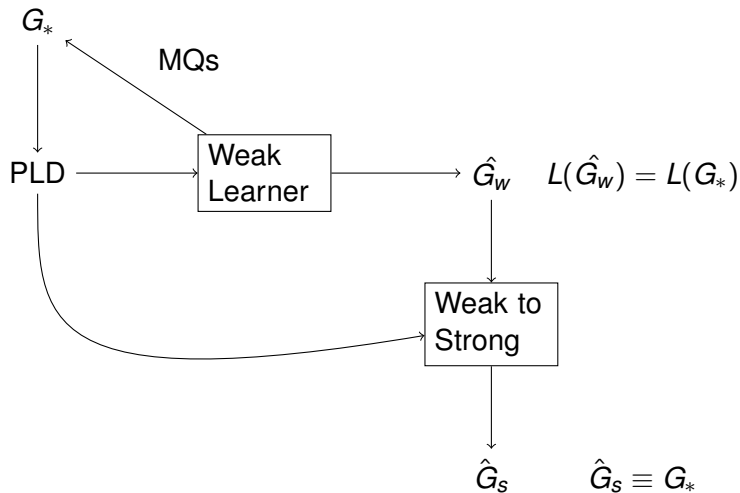 G∗
MQs
PLD
Weak
Learner
Ĝw
L(Ĝw) = L(G∗)
Weak to
Strong
Ĝs
Ĝs ≡ G∗